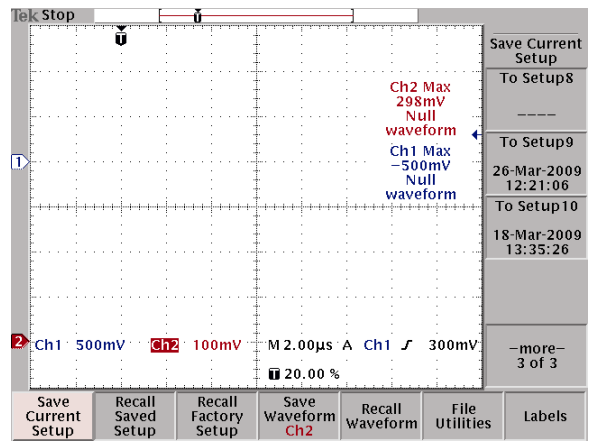 Tek Stop
T
T
Save Current
Setup
To Setup8
----
To Setup9
26-Mar-2009
12:21:06
To Setup10
18-Mar-2009
13:35:26
-more-
3 of 3
Ch2 Max
298mV
Null
waveform
Ch1 Max
-500mV
Null
waveform
1
2
Ch1 500mV Ch2 100mV M 2.00µs A Ch1 300mV
T 20.00 %
Save
Current
Setup
Recall
Saved
Setup
Recall
Factory
Setup
Save
Waveform
Ch2
Recall
Waveform
File
Utilities
Labels